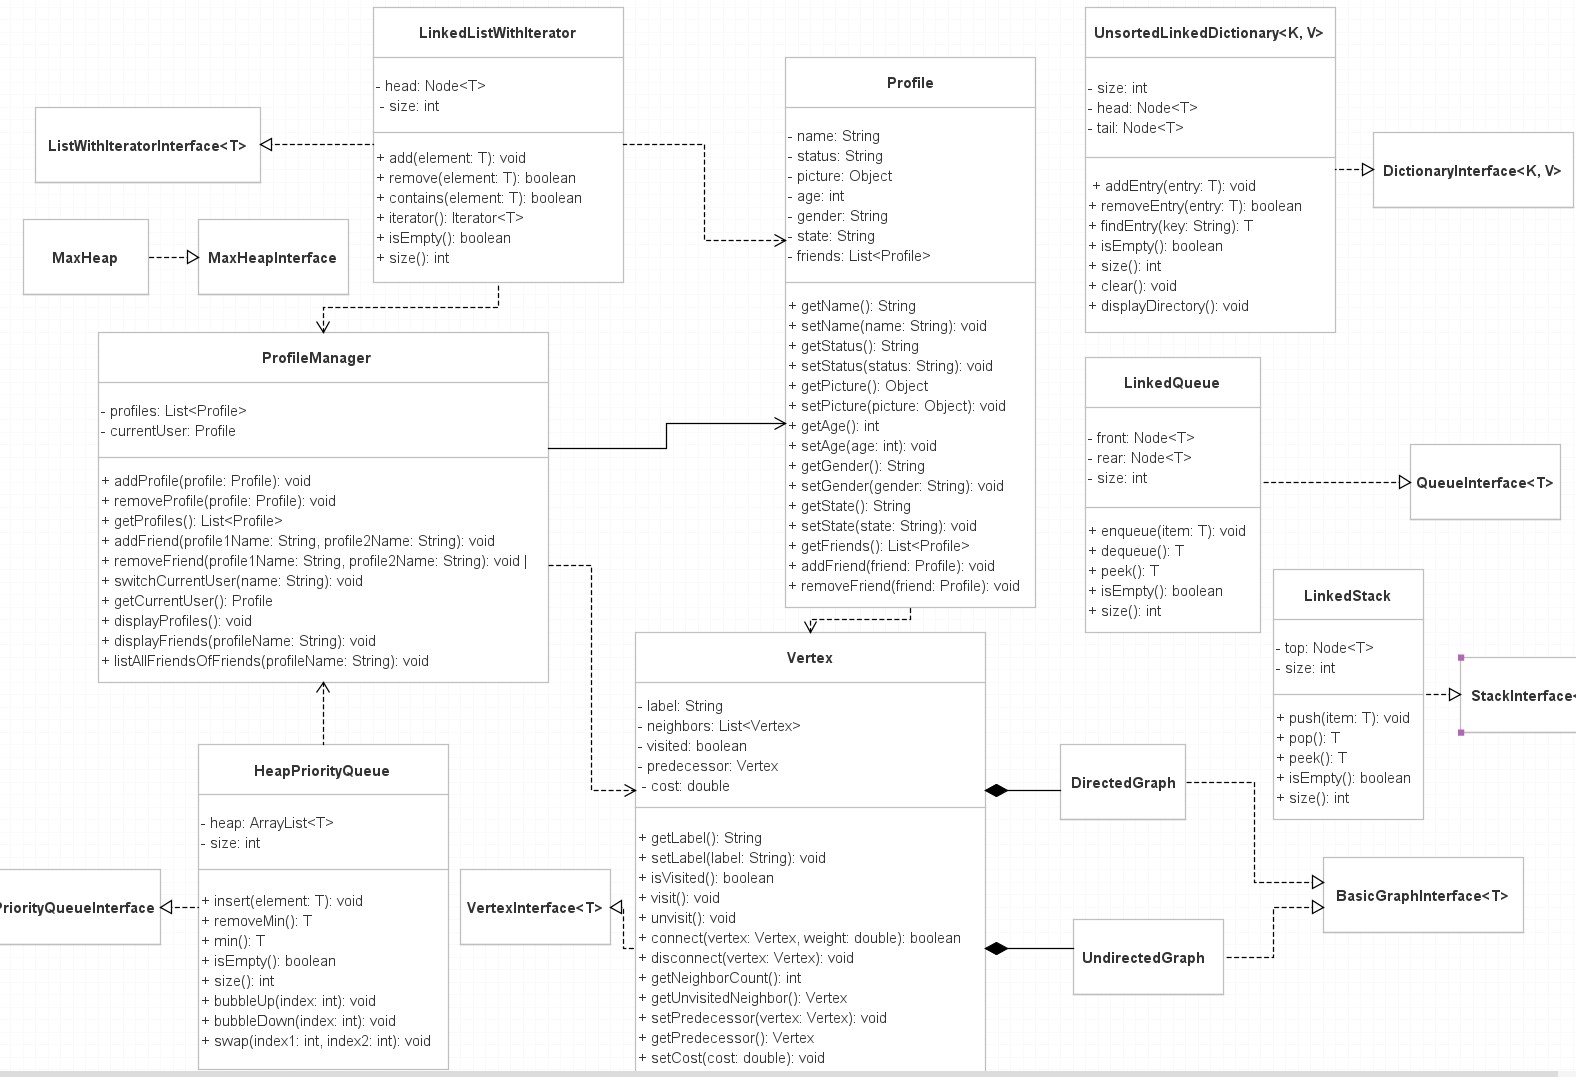 LinkedListWithIterator
- head: Node<T>
- size: int
+ add(element: T): void
+ remove(element: T): boolean
+ contains(element: T): boolean
+ iterator(): Iterator<T>
+ isEmpty(): boolean
+ size(): int
ListWithIteratorInterface<T>
MaxHeap
MaxHeapInterface
Profile
- name: String
- status: String
- picture: Object
- age: int
- gender: String
- state: String
- friends: List<Profile>
+ getName(): String
+ setName(name: String): void
+ getStatus(): String
+ setStatus(status: String): void
+ getPicture(): Object
+ setPicture(picture: Object): void
+ getAge(): int
+ setAge(age: int): void
+ getGender(): String
+ setGender(gender: String): void
+ getState(): String
+ setState(state: String): void
+ getFriends(): List<Profile>
+ addFriend(friend: Profile): void
+ removeFriend(friend: Profile): void
UnsortedLinkedDictionary<K, V>
- size: int
- head: Node<T>
- tail: Node<T>
+ addEntry(entry: T): void
+ removeEntry(entry: T): boolean
+ findEntry(key: String): T
+ isEmpty(): boolean
+ size(): int
+ clear(): void
+ displayDirectory(): void
DictionaryInterface<K, V>
ProfileManager
- profiles: List<Profile>
- currentUser: Profile
+ addProfile(profile: Profile): void
+ removeProfile(profile: Profile): void
+ getProfiles(): List<Profile>
+ addFriend(profile1Name: String, profile2Name: String): void
+ removeFriend(profile1Name: String, profile2Name: String): void |
+ switchCurrentUser(name: String): void
+ getCurrentUser(): Profile
+ displayProfiles(): void
+ displayFriends(profileName: String): void
+ listAllFriendsOfFriends(profileName: String): void
LinkedQueue
- front: Node<T>
- rear: Node<T>
- size: int
+ enqueue(item: T): void
+ dequeue(): T
+ peek(): T
+ isEmpty(): boolean
+ size(): int
QueueInterface<T>
LinkedStack
- top: Node<T>
- size: int
+ push(item: T): void
+ pop(): T
+ peek(): T
+ isEmpty(): boolean
+ size(): int
StackInterface<
Vertex
- label: String
- neighbors: List<Vertex>
- visited: boolean
- predecessor: Vertex
- cost: double
+ getLabel(): String
+ setLabel(label: String): void
+ isVisited(): boolean
+ visit(): void
+ unvisit(): void
+ connect(vertex: Vertex, weight: double): boolean
+ disconnect(vertex: Vertex): void
+ getNeighborCount(): int
+ getUnvisitedNeighbor(): Vertex
+ setPredecessor(vertex: Vertex): void
+ getPredecessor(): Vertex
+ setCost(cost: double): void
HeapPriorityQueue
- heap: ArrayList<T>
- size: int
+ insert(element: T): void
+ removeMin(): T
+ min(): T
+ isEmpty(): boolean
+ size(): int
+ bubbleUp(index: int): void
+ bubbleDown(index: int): void
+ swap(index1: int, index2: int): void
PriorityQueueInterface
VertexInterface<T>
DirectedGraph
UndirectedGraph
BasicGraphInterface<T>